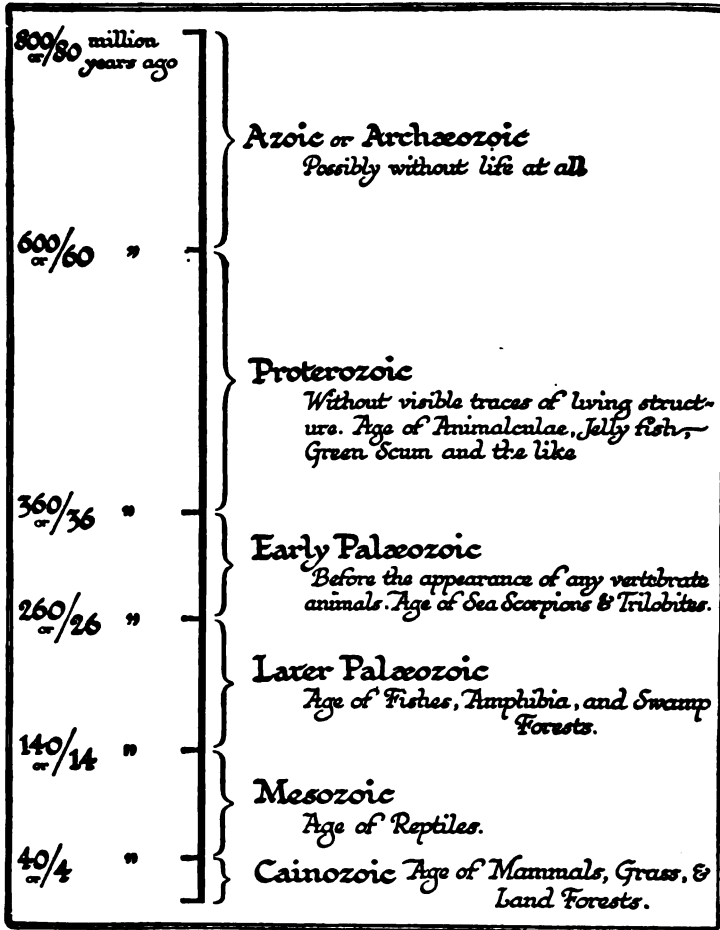 800/or 80 million
years ago
Azoic or Archæozoic
Possibly without life at all
600/or 60 "
Proterozoic
Without visible traces of living struct-
ure. Age of Animalculae, Jelly fish,
Green Scum and the like
360/or 36 "
Early Palæozoic
Before the appearance of any vertebrate
animals. Age of Sea Scorpions & Trilobites.
260/or 26 "
Later Palæozoic
Age of Fishes, Amphibia, and Swamp
Forests.
140/or 14 "
Mesozoic
Age of Reptiles.
40/or 4 "
Cainozoic Age of Mammals, Grass, &
Land Forests.